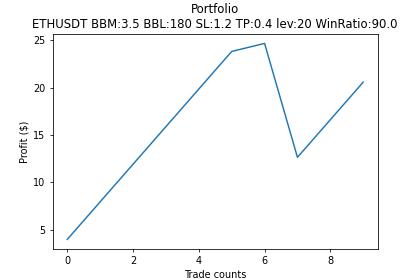 Portfolio
ETHUSDT BBM:3.5 BBL:180 SL:1.2 TP:0.4 lev:20 WinRatio:90.0
25
20
15
10
5
Profit ($)
0 2 4 6 8
Trade counts